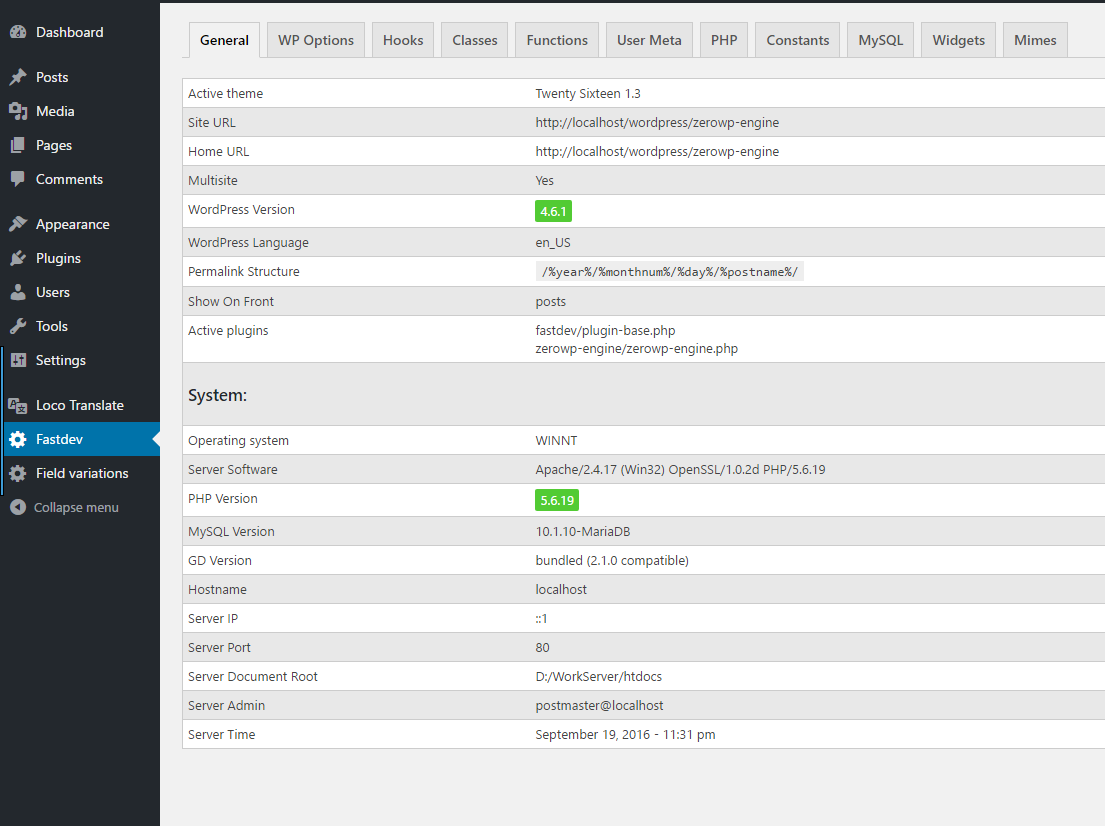 Dashboard
Posts
Media
Pages
Comments
Appearance
Plugins
Users
Tools
Settings
Loco Translate
Fastdev
Field variations
Collapse menu
General WP Options Hooks Classes Functions User Meta PHP Constants MySQL Widgets Mimes
Active theme Twenty Sixteen 1.3
Site URL http://localhost/wordpress/zerowp-engine
Home URL http://localhost/wordpress/zerowp-engine
Multisite Yes
WordPress Version 4.6.1
WordPress Language en_US
Permalink Structure /%year%/%monthnum%/%day%/%postname%/
Show On Front posts
Active plugins fastdev/plugin-base.php
zerowp-engine/zerowp-engine.php
System:
Operating system WINNT
Server Software Apache/2.4.17 (Win32) OpenSSL/1.0.2d PHP/5.6.19
PHP Version 5.6.19
MySQL Version 10.1.10-MariaDB
GD Version bundled (2.1.0 compatible)
Hostname localhost
Server IP ::1
Server Port 80
Server Document Root D:/WorkServer/htdocs
Server Admin postmaster@localhost
Server Time September 19, 2016 - 11:31 pm